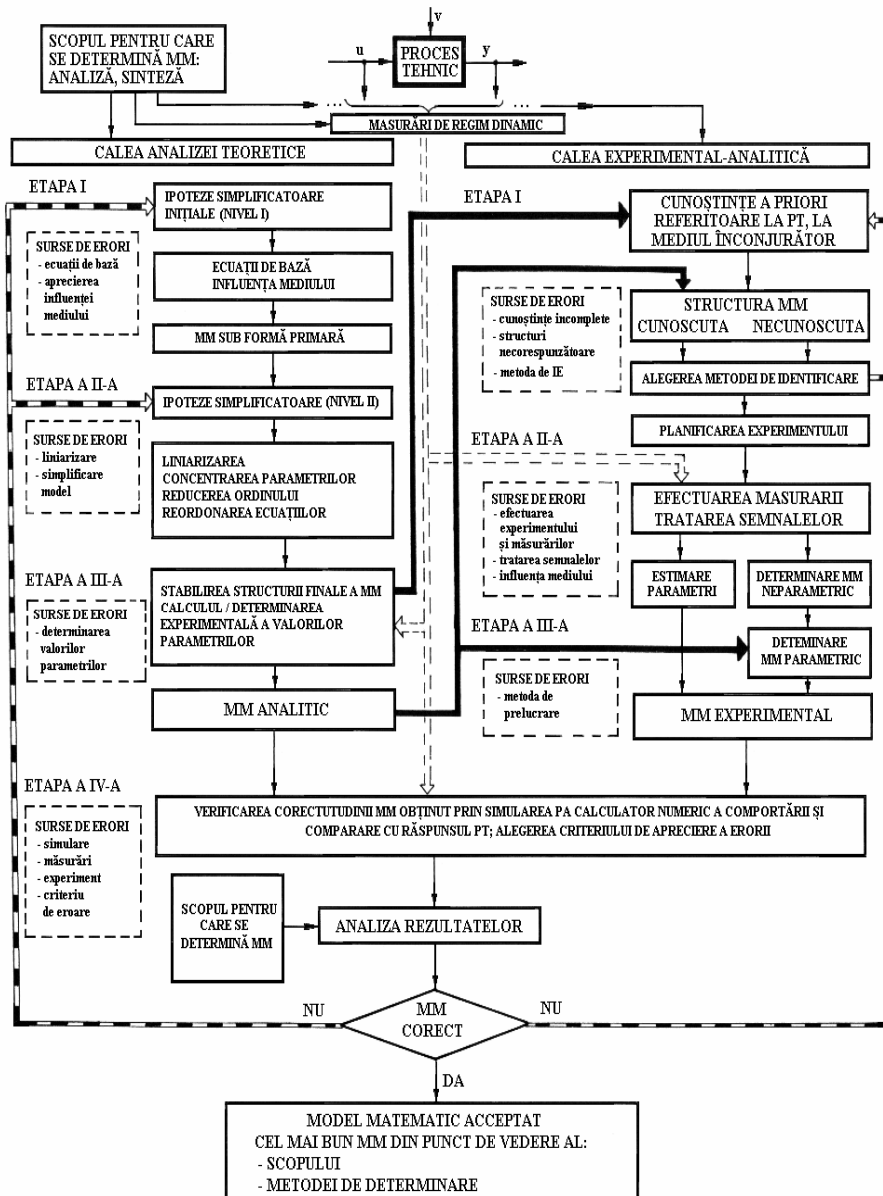 SCOPUL PENTRU CARE
SE DETERMINĂ MM:
ANALIZĂ, SINTEZĂ
v
u
PROCES
TEHNIC
y
...
...
MASURĂRI DE REGIM DINAMIC
CALEA ANALIZEI TEORETICE
CALEA EXPERIMENTAL-ANALITICĂ
ETAPA I
IPOTEZE SIMPLIFICATOARE
INIȚIALE (NIVEL I)
SURSE DE ERORI
- ecuații de bază
- aprecierea
influenței
mediului
ECUAȚII DE BAZĂ
INFLUENȚA MEDIULUI
MM SUB FORMĂ PRIMARĂ
ETAPA A II-A
IPOTEZE SIMPLIFICATOARE (NIVEL II)
SURSE DE ERORI
- liniarizare
- simplificare
model
LINIARIZAREA
CONCENTRAREA PARAMETRILOR
REDUCEREA ORDINULUI
REORDONAREA ECUAȚIILOR
ETAPA A III-A
SURSE DE ERORI
- determinarea
valorilor
parametrilor
STABILIREA STRUCTURII FINALE A MM
CALCULUL / DETERMINAREA
EXPERIMENTALĂ A VALORILOR
PARAMETRILOR
MM ANALITIC
ETAPA I
CUNOȘTINȚE A PRIORI
REFERITOARE LA PT, LA
MEDIUL ÎNCONJURĂTOR
SURSE DE ERORI
- cunoștințe incomplete
- structuri
necorespunzătoare
- metoda de IE
STRUCTURA MM
CUNOSCUTA NECUNOSCUTA
ALEGEREA METODEI DE IDENTIFICARE
PLANIFICAREA EXPERIMENTULUI
ETAPA A II-A
SURSE DE ERORI
- efectuarea
experimentului
și măsurărilor
- tratarea semnalelor
- influența mediului
EFECTUAREA MASURARII
TRATAREA SEMNALELOR
ESTIMARE
PARAMETRI
DETERMINARE MM
NEPARAMETRIC
ETAPA A III-A
DETEMINARE
MM PARAMETRIC
SURSE DE ERORI
- metoda de
prelucrare
MM EXPERIMENTAL
ETAPA A IV-A
SURSE DE ERORI
- simulare
- măsurări
- experiment
- criteriu
de eroare
VERIFICAREA CORECTUTUDINII MM OBȚINUT PRIN SIMULAREA PA CALCULATOR NUMERIC A COMPORTĂRII ȘI
COMPARARE CU RĂSPUNSUL PT; ALEGEREA CRITERIULUI DE APRECIERE A ERORII
SCOPUL PENTRU
CARE SE
DETERMINĂ MM
ANALIZA REZULTATELOR
NU
MM
CORECT
NU
DA
MODEL MATEMATIC ACCEPTAT
CEL MAI BUN MM DIN PUNCT DE VEDERE AL:
- SCOPULUI
- METODEI DE DETERMINARE